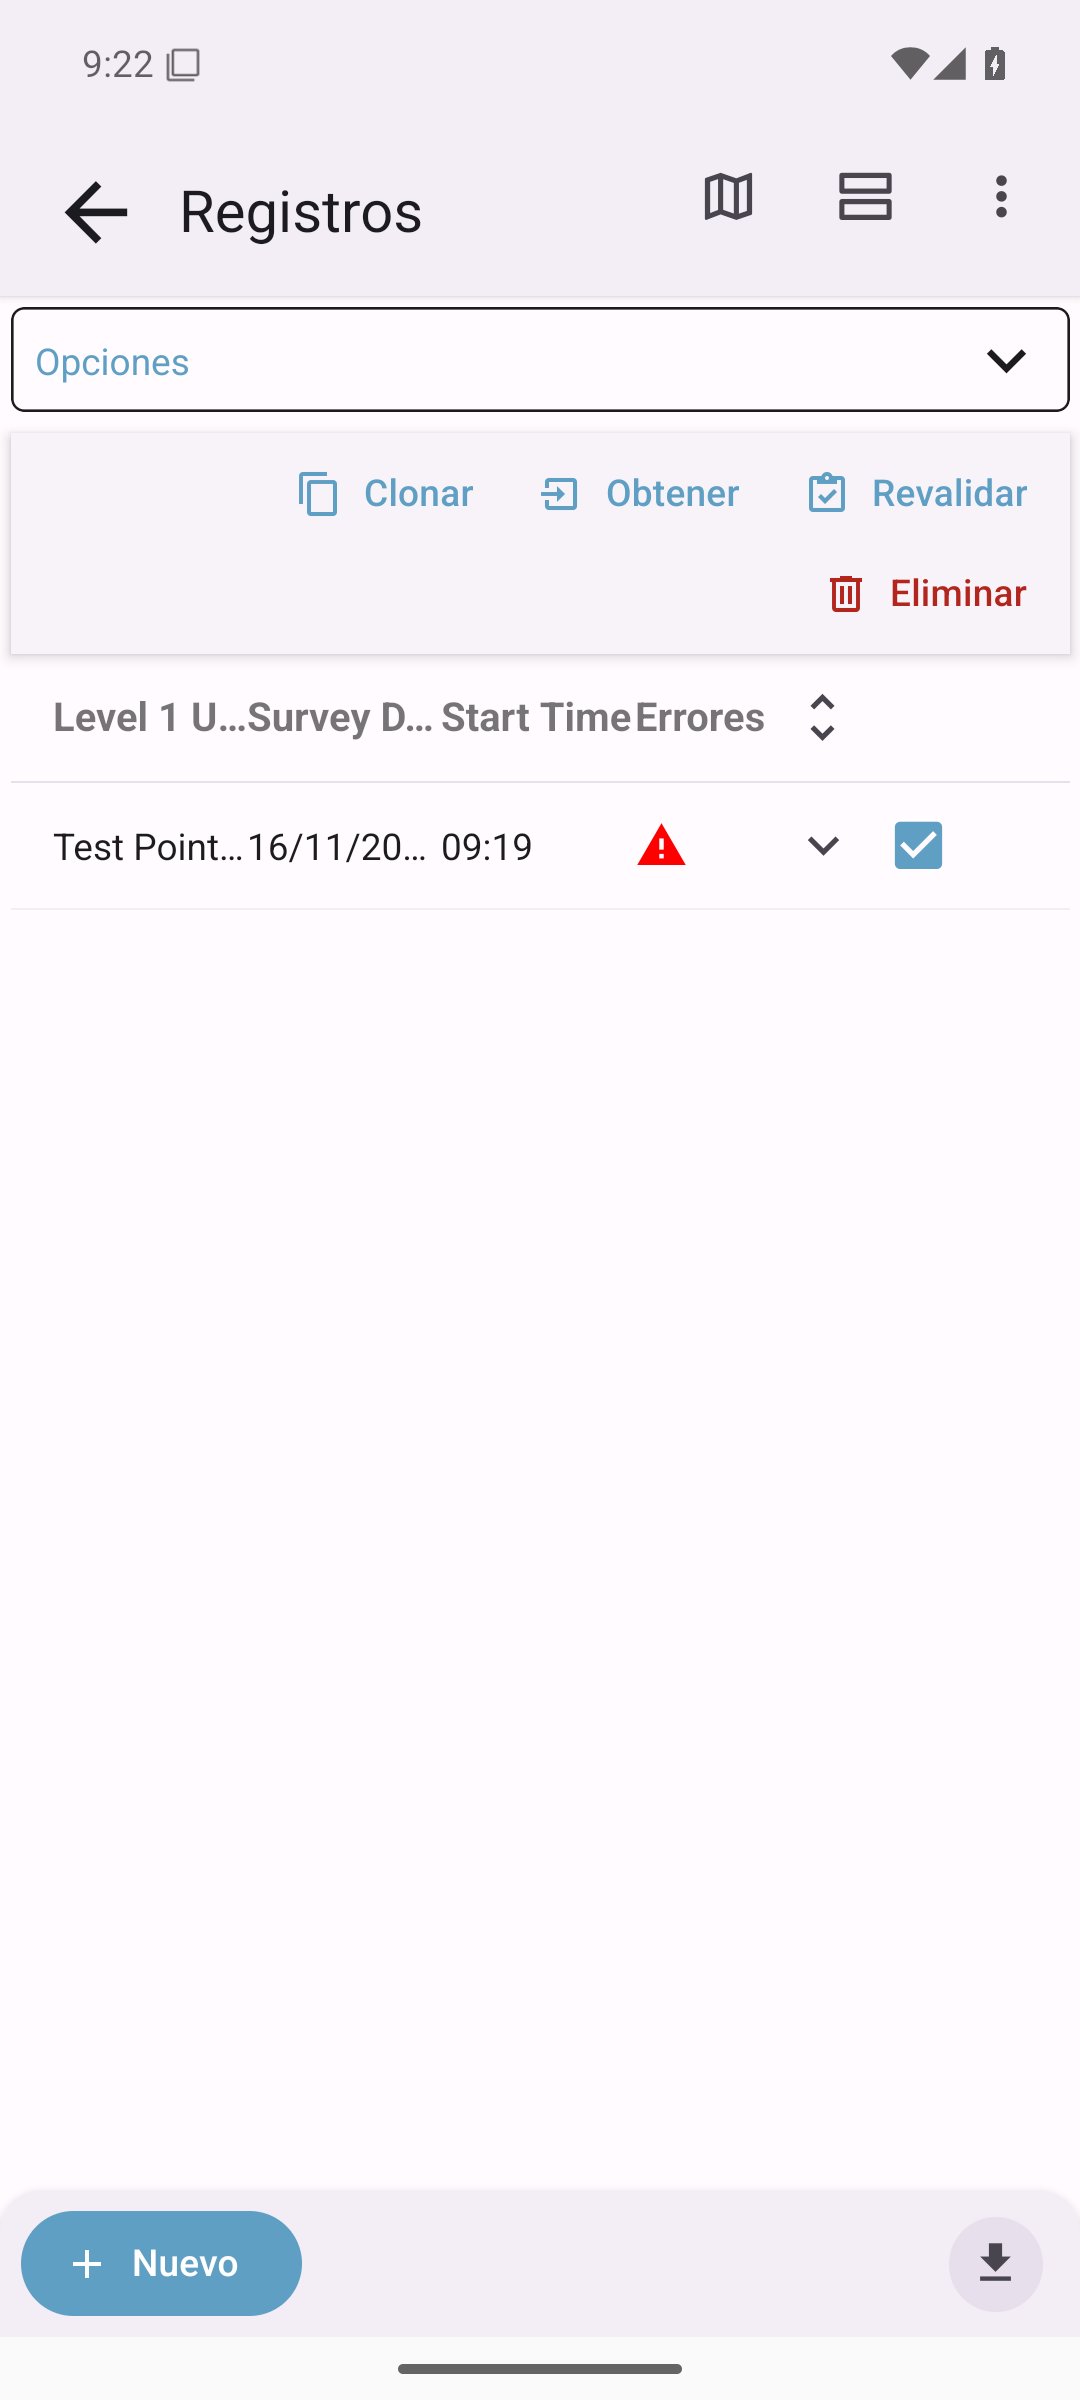 9:22
Registros
Opciones
Clonar Obtener Revalidar
Eliminar
Level 1 U... Survey D... Start Time Errores
Test Point... 16/11/20... 09:19
Nuevo